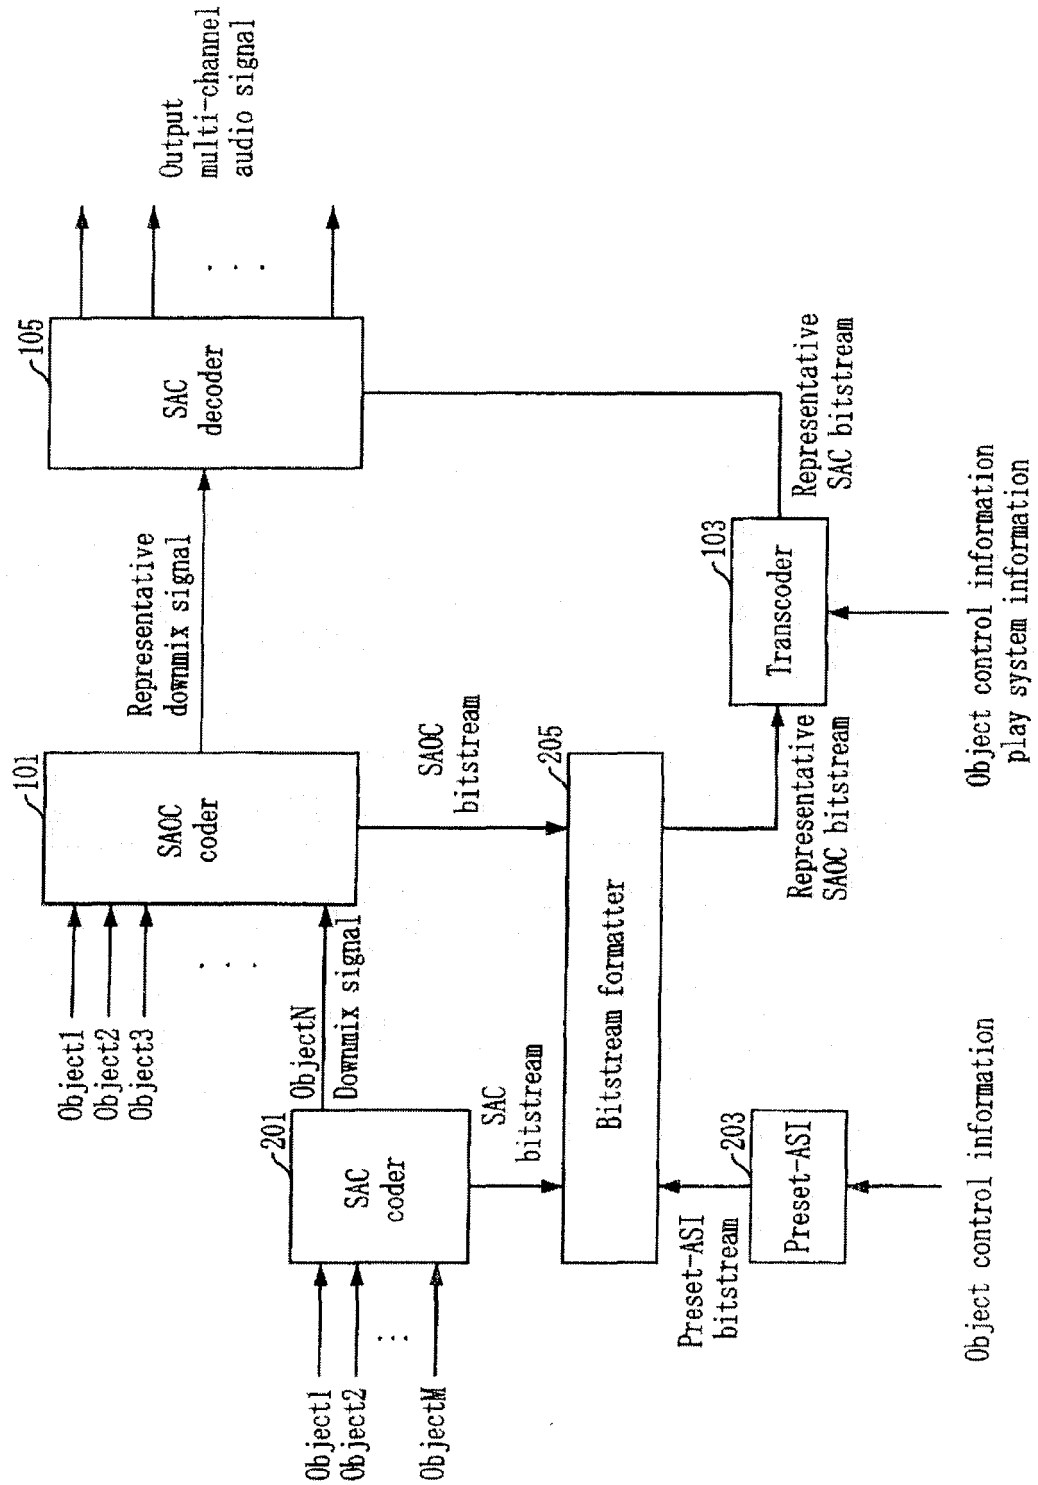 Object1
Object2
Object3
. . .
101
SAOC
coder
Representative
downmix signal
105
SAC
decoder
Output
multi-channel
audio signal
. . .
Object1
Object2
...
ObjectM
201
SAC
coder
ObjectN
Downmix signal
SAC
bitstream
SAOC
bitstream
205
Bitstream formatter
Preset-ASI
bitstream
203
Preset-ASI
Object control information
Representative
SAOC bitstream
103
Transcoder
Representative
SAC bitstream
Object control information
play system information